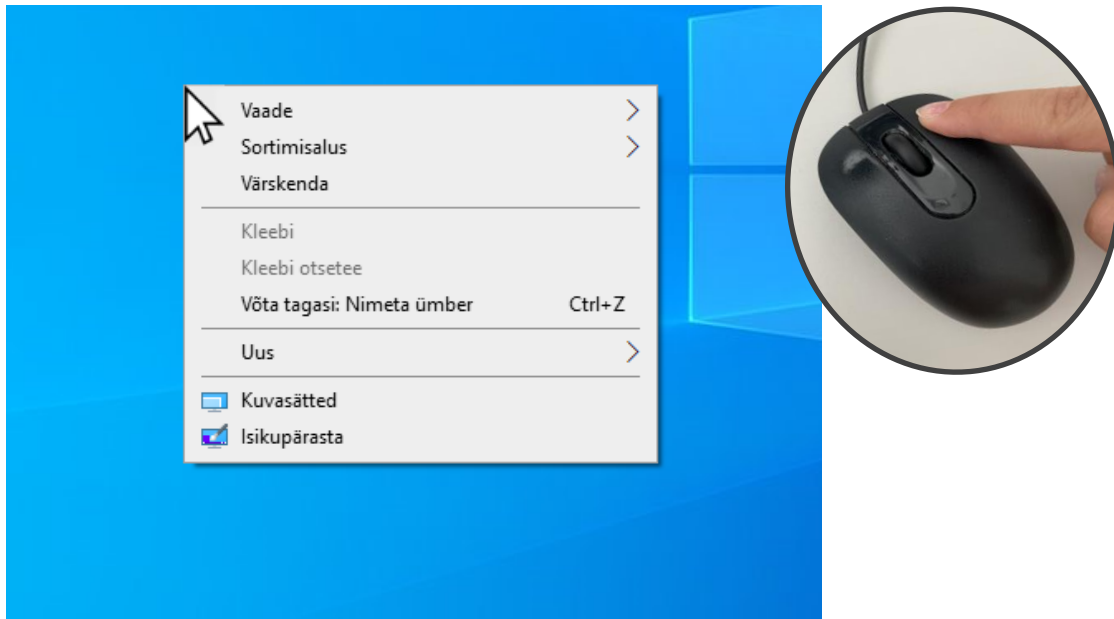 Vaade
Sortimisalus
Värskenda
Kleebi
Kleebi otsetee
Võta tagasi: Nimeta ümber Ctrl+Z
Uus
Kuvasätted
Isikupärasta